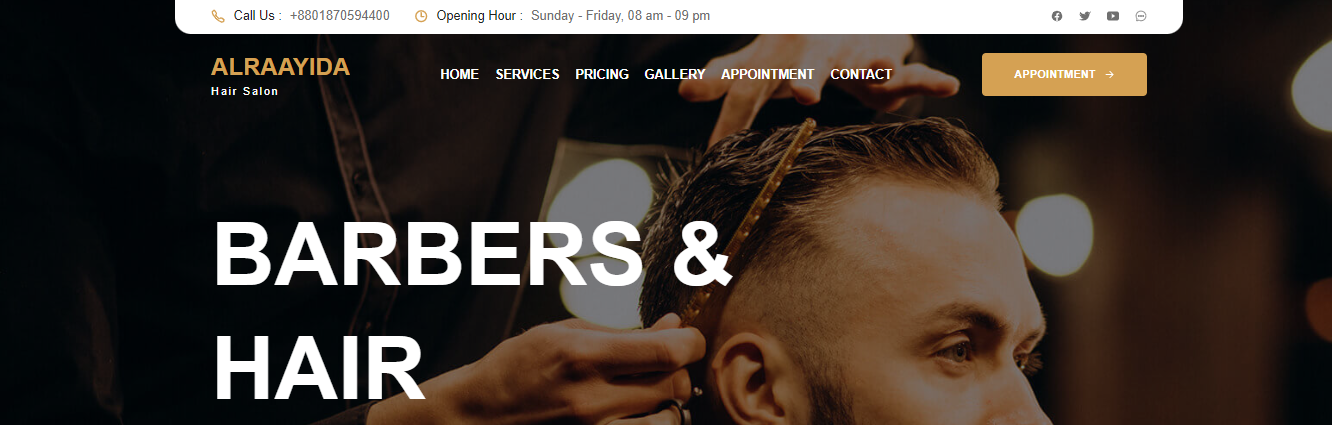 Call Us : +8801870594400 Opening Hour : Sunday - Friday, 08 am - 09 pm
ALRAAYIDA
Hair Salon
HOME SERVICES PRICING GALLERY APPOINTMENT CONTACT
APPOINTMENT →
BARBERS &
HAIR